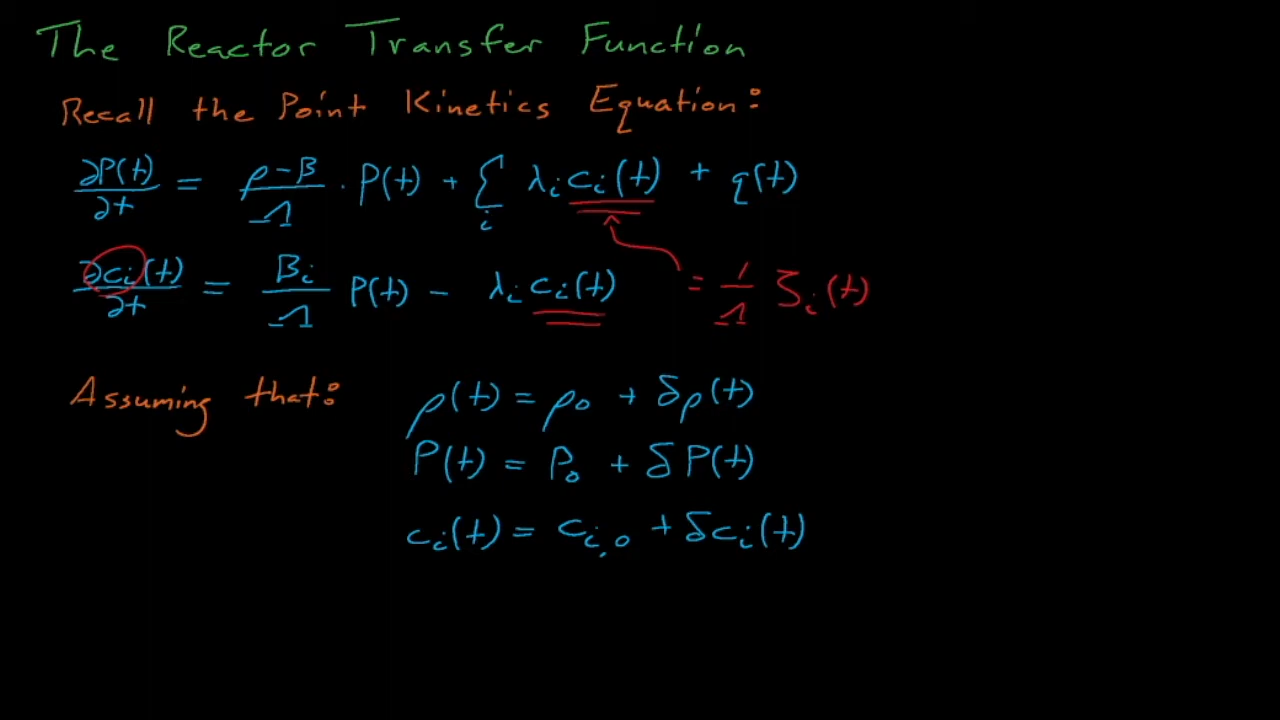 The Reactor Transfer Function
Recall the Point Kinetics Equation:
∂P(t)/∂t = (ρ-β)/Λ · P(t) + Σ_i λ_i c_i(t) + q(t)
∂c_i(t)/∂t = β_i/Λ P(t) - λ_i c_i(t) = 1/Λ ζ_i(t)
Assuming that: ρ(t) = ρ_0 + δρ(t)
P(t) = P_0 + δP(t)
c_i(t) = c_i,0 + δc_i(t)